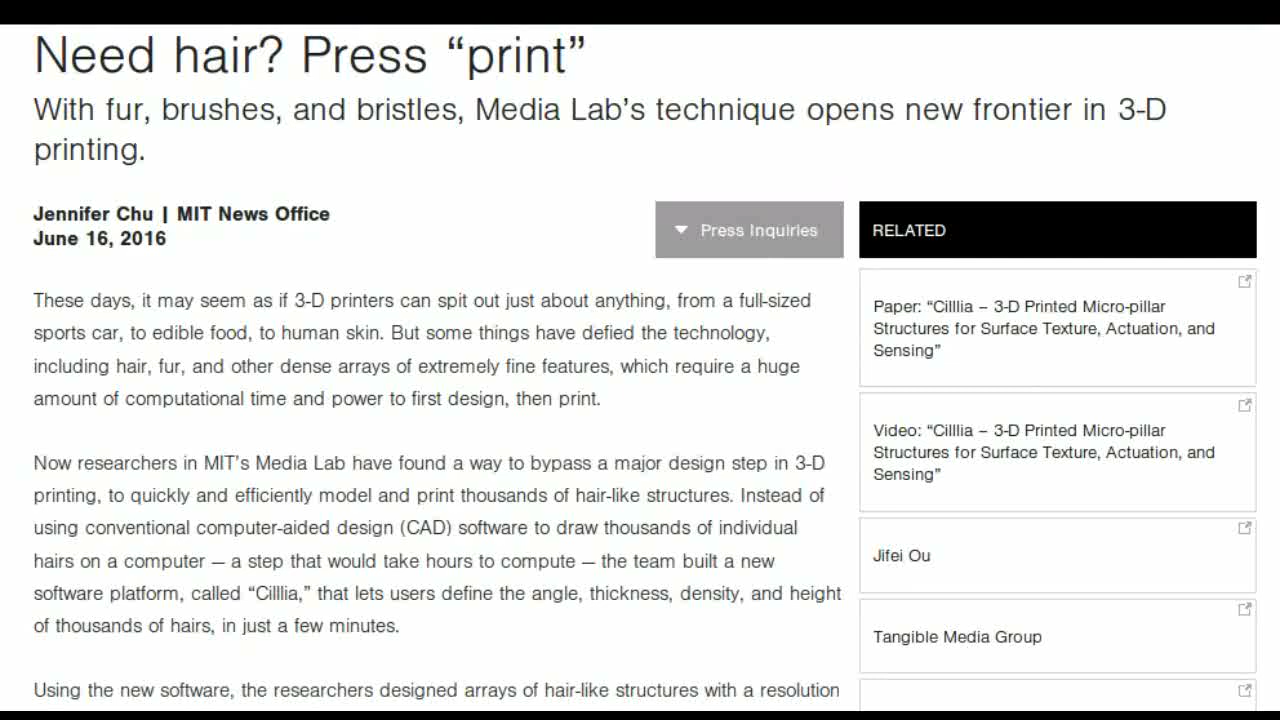 Need hair? Press “print”
With fur, brushes, and bristles, Media Lab’s technique opens new frontier in 3-D
printing.
Jennifer Chu | MIT News Office
June 16, 2016
Press Inquiries
These days, it may seem as if 3-D printers can spit out just about anything, from a full-sized
sports car, to edible food, to human skin. But some things have defied the technology,
including hair, fur, and other dense arrays of extremely fine features, which require a huge
amount of computational time and power to first design, then print.
Now researchers in MIT’s Media Lab have found a way to bypass a major design step in 3-D
printing, to quickly and efficiently model and print thousands of hair-like structures. Instead of
using conventional computer-aided design (CAD) software to draw thousands of individual
hairs on a computer — a step that would take hours to compute — the team built a new
software platform, called “Cilllia,” that lets users define the angle, thickness, density, and height
of thousands of hairs, in just a few minutes.
Using the new software, the researchers designed arrays of hair-like structures with a resolution
RELATED
Paper: “Cilllia – 3-D Printed Micro-pillar
Structures for Surface Texture, Actuation, and
Sensing”
Video: “Cilllia – 3-D Printed Micro-pillar
Structures for Surface Texture, Actuation, and
Sensing”
Jifei Ou
Tangible Media Group